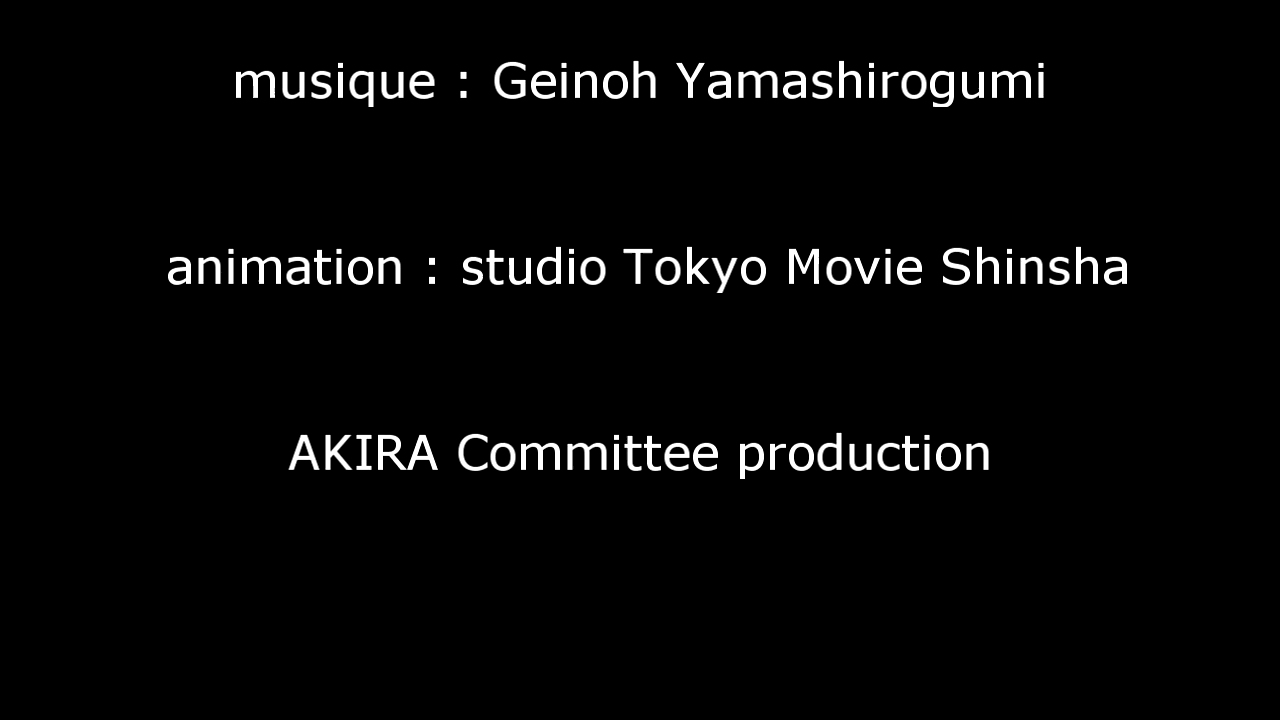 musique : Geinoh Yamashirogumi
animation : studio Tokyo Movie Shinsha
AKIRA Committee production